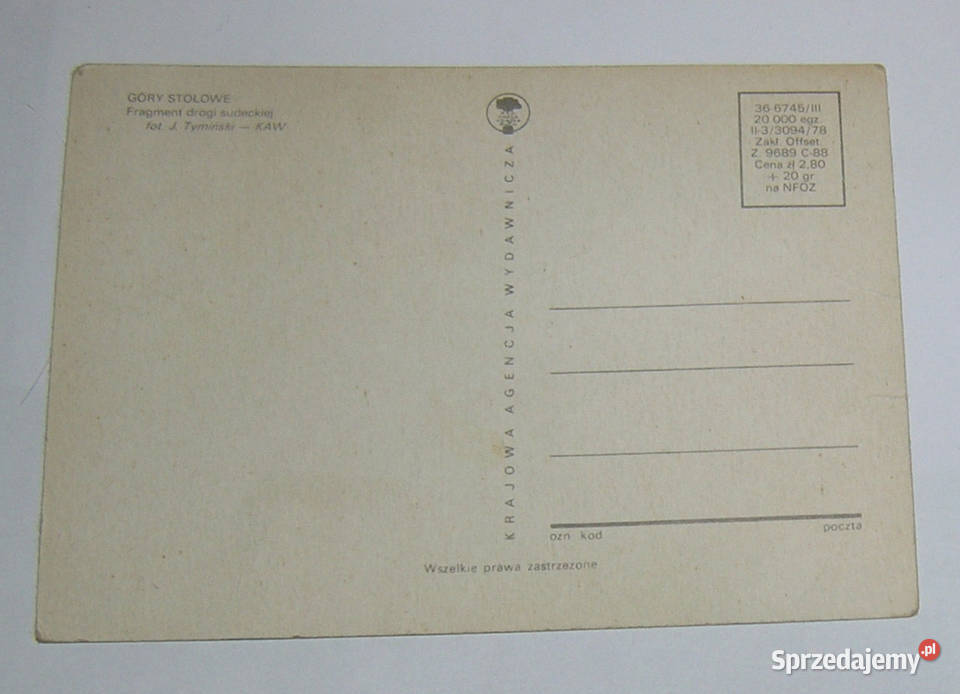 GÓRY STOŁOWE
Fragment drogi sudeckiej
fot. J. Tymiński — KAW
KRAJOWA AGENCJA WYDAWNICZA
36 6745/III
20 000 egz.
II-3/3094/78
Zakł. Offset.
Z. 9689 C-88
Cena zł 2,80
+ 20 gr
na NFOZ
ozn kod
poczta
Wszelkie prawa zastrzeżone
Sprzedajemy.pl